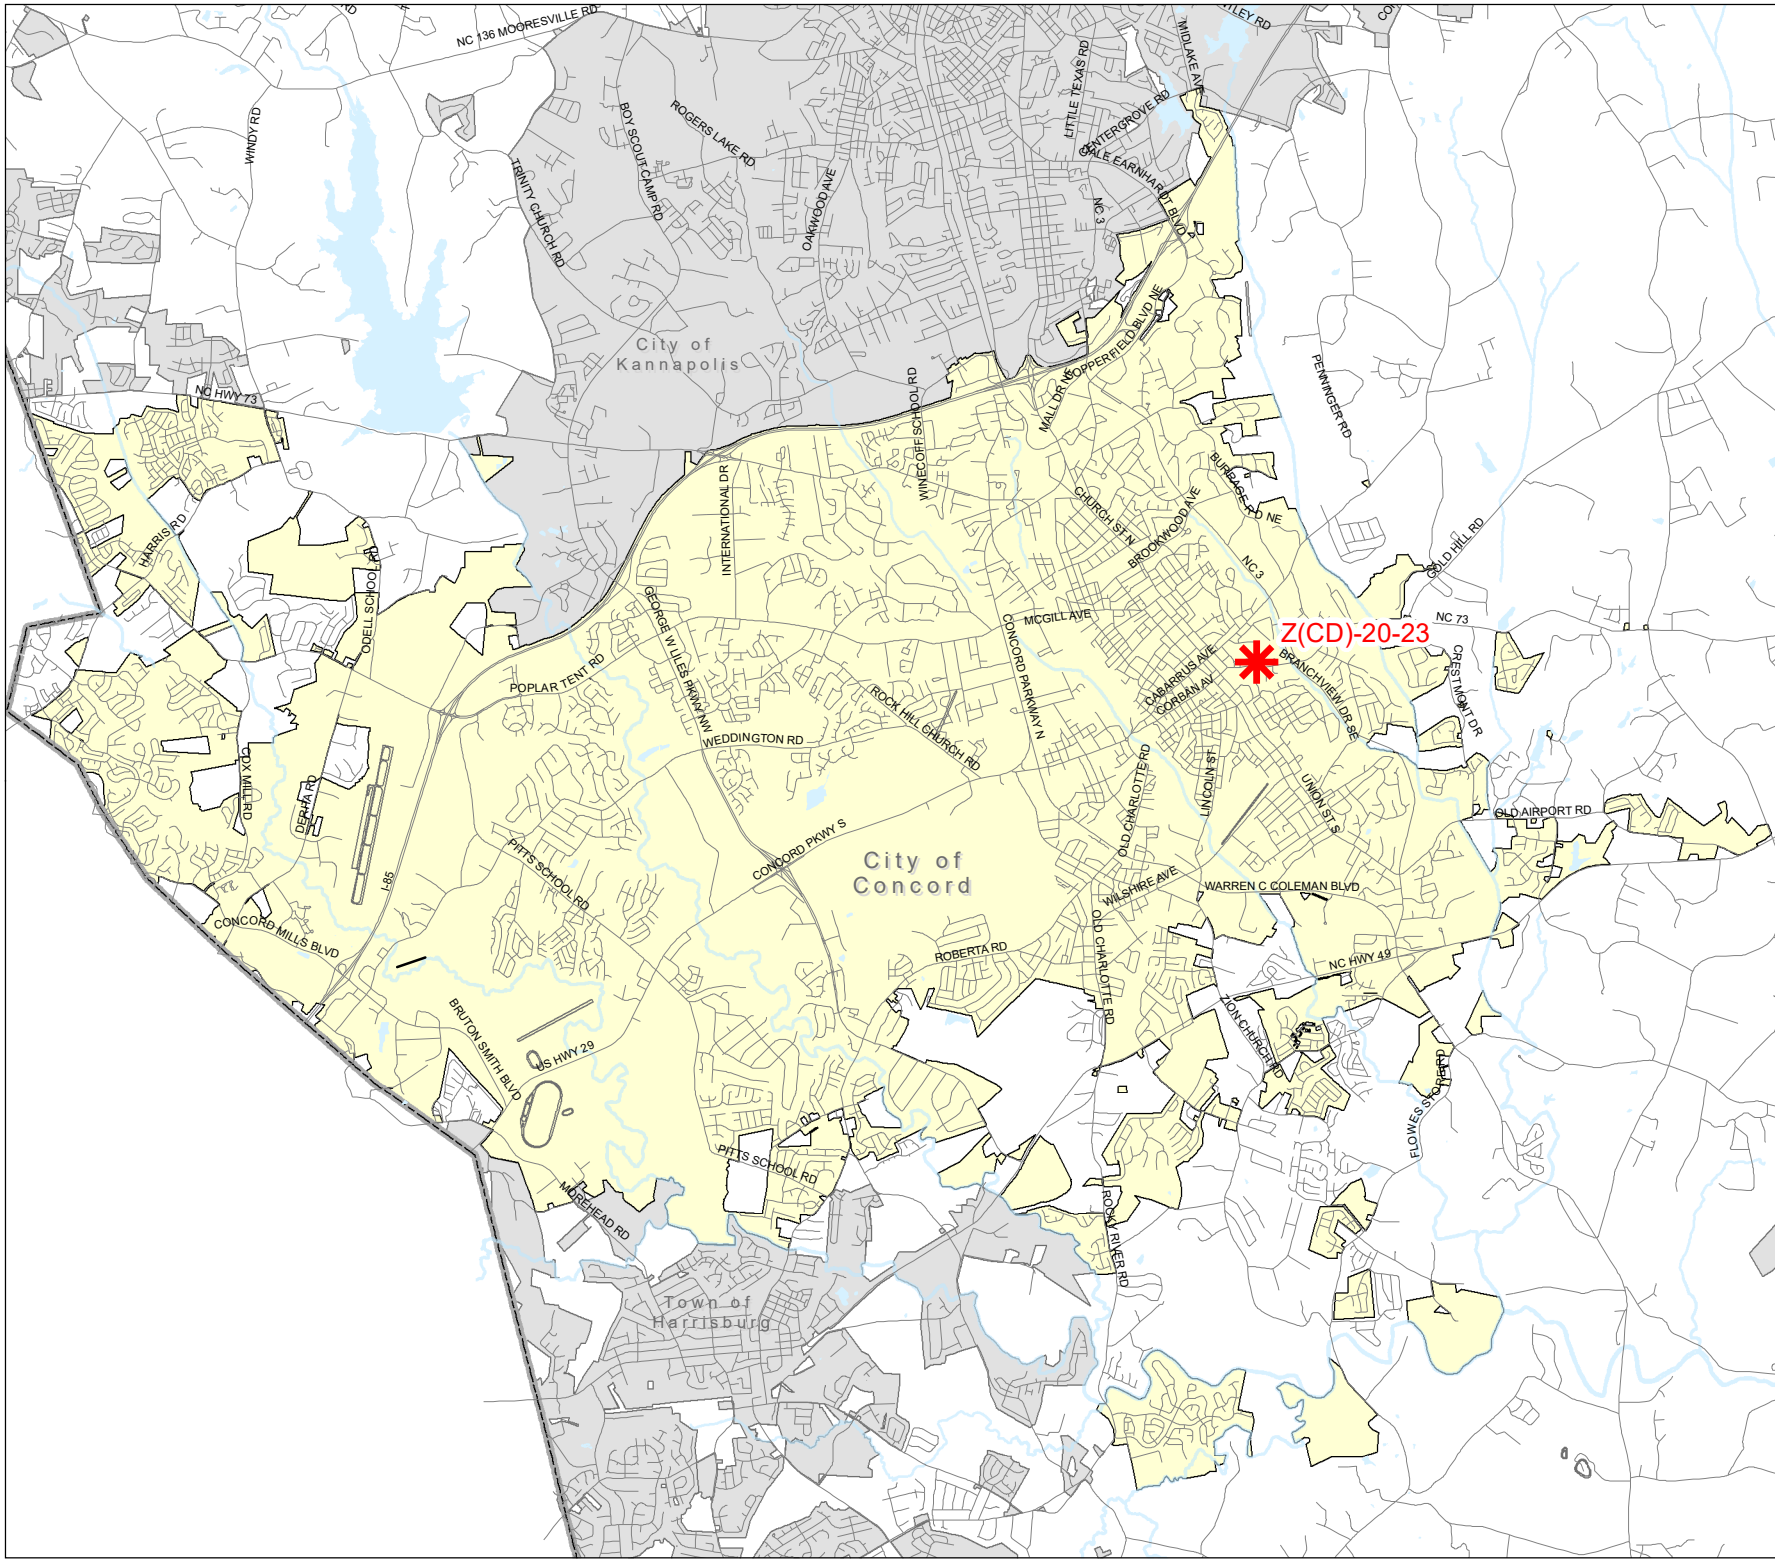 NC 136 MOORESVILLE RD
MIDLAKE AVE
LITTLE TEXAS RD
WINDY RD
BOY SCOUT CAMP RD
ROGERS LAKE RD
CENTERGROVE RD
DALE EARNHARDT BLVD
TRINITY CHURCH RD
OAKWOOD AVE
NC 3
City of
Kannapolis
COPPERFIELD BLVD NE
MALL DR NE
PENNINGER RD
NC HWY 73
WINECOFF SCHOOL RD
INTERNATIONAL DR
BURRAGE RD NE
CHURCH ST N
BROOKWOOD AVE
HARRIS RD
ODELL SCHOOL RD
GOLD HILL RD
NC 3
GEORGE W LILES PKWY NW
MCGILL AVE
NC 73
Z(CD)-20-23
CONCORD PARKWAY N
CABARRUS AVE
CORBAN AV
BRANCHVIEW DR SE
CRESTMONT DR
POPLAR TENT RD
ROCK HILL CHURCH RD
WEDDINGTON RD
COX MILL RD
DERITA RD
OLD CHARLOTTE RD
LINCOLN ST
UNION ST S
OLD AIRPORT RD
CONCORD PKWY S
PITTS SCHOOL RD
I-85
City of
Concord
WILSHIRE AVE
WARREN C COLEMAN BLVD
CONCORD MILLS BLVD
ROBERTA RD
OLD CHARLOTTE RD
NC HWY 49
BRUTON SMITH BLVD
US HWY 29
ZION CHURCH RD
FLOWES STORE RD
PITTS SCHOOL RD
MOREHEAD RD
ROCKY RIVER RD
Town of
Harrisburg